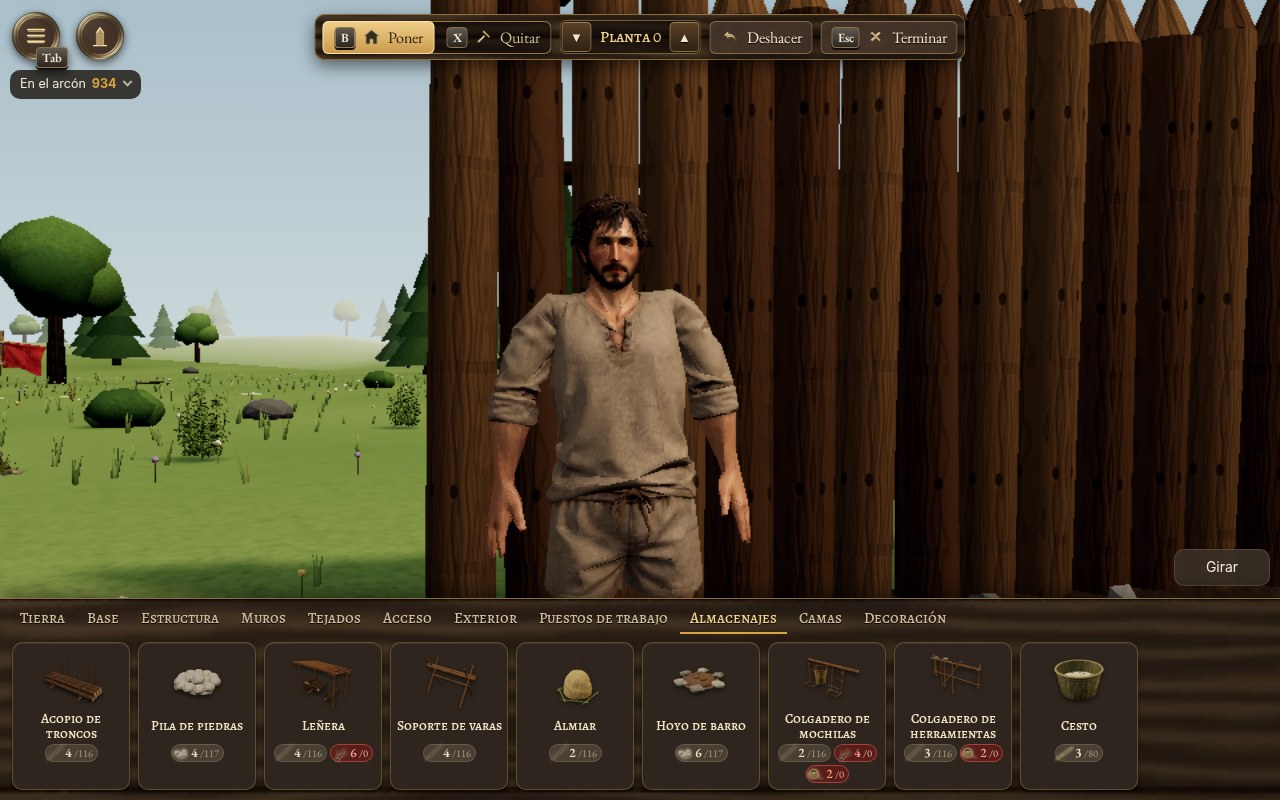 B Poner X Quitar ▼ Planta 0 ▲ Deshacer Esc Terminar
Tab
En el arcón 934
Girar
Tierra Base Estructura Muros Tejados Acceso Exterior Puestos de trabajo Almacenajes Camas Decoración
Acopio de troncos
4/116
Pila de piedras
4/117
Leñera
4/116 6/0
Soporte de varas
4/116
Almiar
2/116
Hoyo de barro
6/117
Colgadero de mochilas
2/116 4/0
2/0
Colgadero de herramientas
3/116 2/0
Cesto
3/80